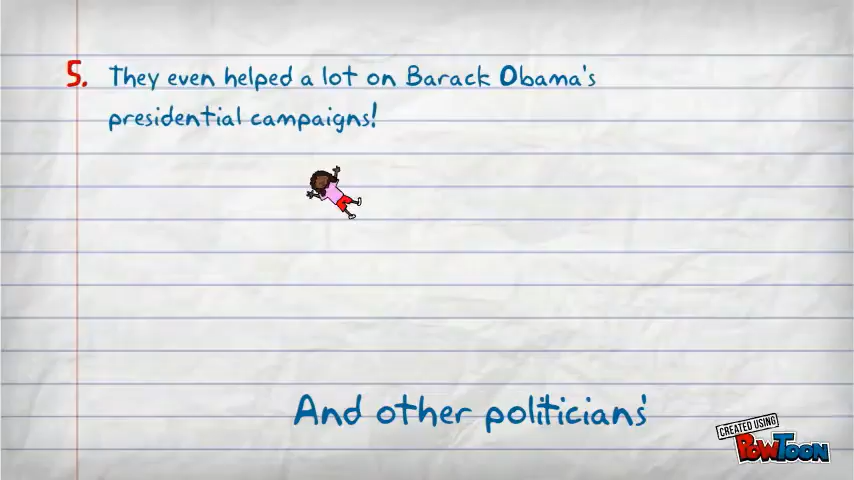 5. They even helped a lot on Barack Obama's
presidential campaigns!
And other politicians'
CREATED USING
POWTOON